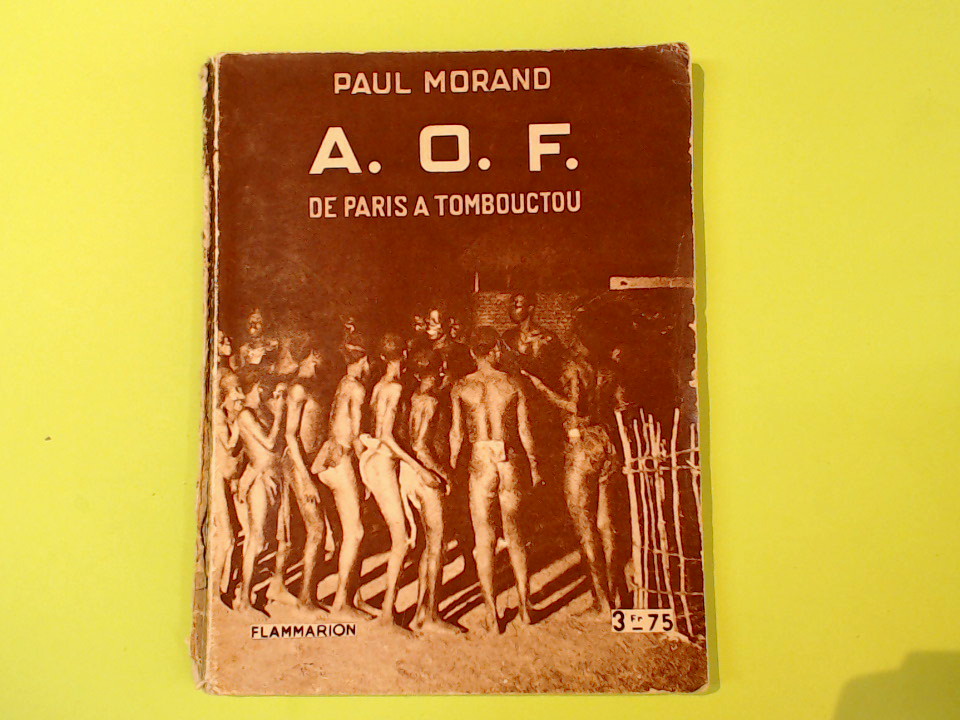 PAUL MORAND
A. O. F.
DE PARIS A TOMBOUCTOU
FLAMMARION
3 Fr 75